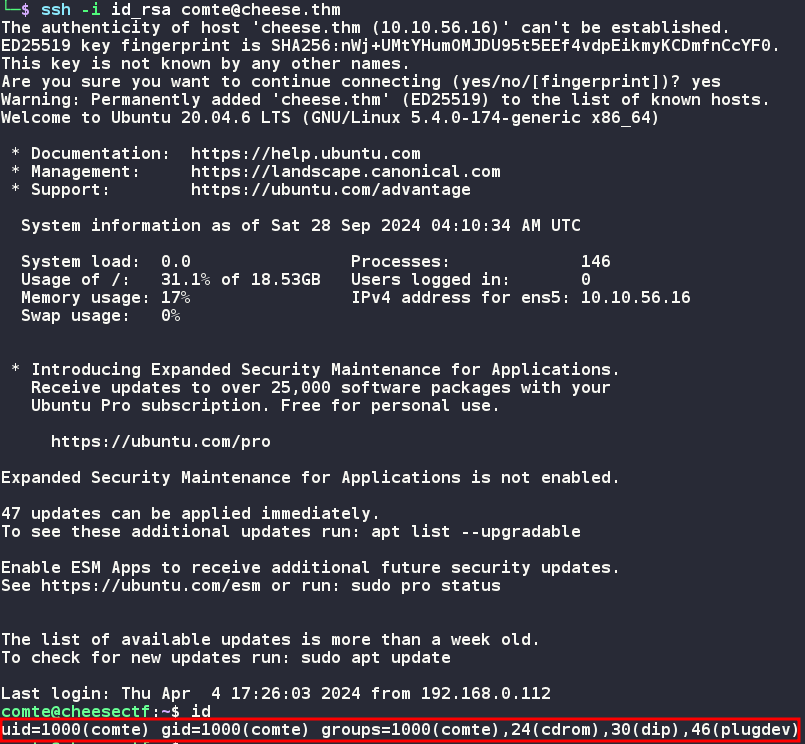 └─$ ssh -i id_rsa comte@cheese.thm
The authenticity of host 'cheese.thm (10.10.56.16)' can't be established.
ED25519 key fingerprint is SHA256:nWj+UMtYHumOMJDU95t5EEf4vdpEikmyKCDmfnCcYF0.
This key is not known by any other names.
Are you sure you want to continue connecting (yes/no/[fingerprint])? yes
Warning: Permanently added 'cheese.thm' (ED25519) to the list of known hosts.
Welcome to Ubuntu 20.04.6 LTS (GNU/Linux 5.4.0-174-generic x86_64)

 * Documentation:  https://help.ubuntu.com
 * Management:     https://landscape.canonical.com
 * Support:        https://ubuntu.com/advantage

  System information as of Sat 28 Sep 2024 04:10:34 AM UTC

  System load:  0.0                Processes:             146
  Usage of /:   31.1% of 18.53GB   Users logged in:       0
  Memory usage: 17%                IPv4 address for ens5: 10.10.56.16
  Swap usage:   0%

 * Introducing Expanded Security Maintenance for Applications.
   Receive updates to over 25,000 software packages with your
   Ubuntu Pro subscription. Free for personal use.

     https://ubuntu.com/pro

Expanded Security Maintenance for Applications is not enabled.

47 updates can be applied immediately.
To see these additional updates run: apt list --upgradable

Enable ESM Apps to receive additional future security updates.
See https://ubuntu.com/esm or run: sudo pro status

The list of available updates is more than a week old.
To check for new updates run: sudo apt update

Last login: Thu Apr  4 17:26:03 2024 from 192.168.0.112
comte@cheesectf:~$ id
uid=1000(comte) gid=1000(comte) groups=1000(comte),24(cdrom),30(dip),46(plugdev)